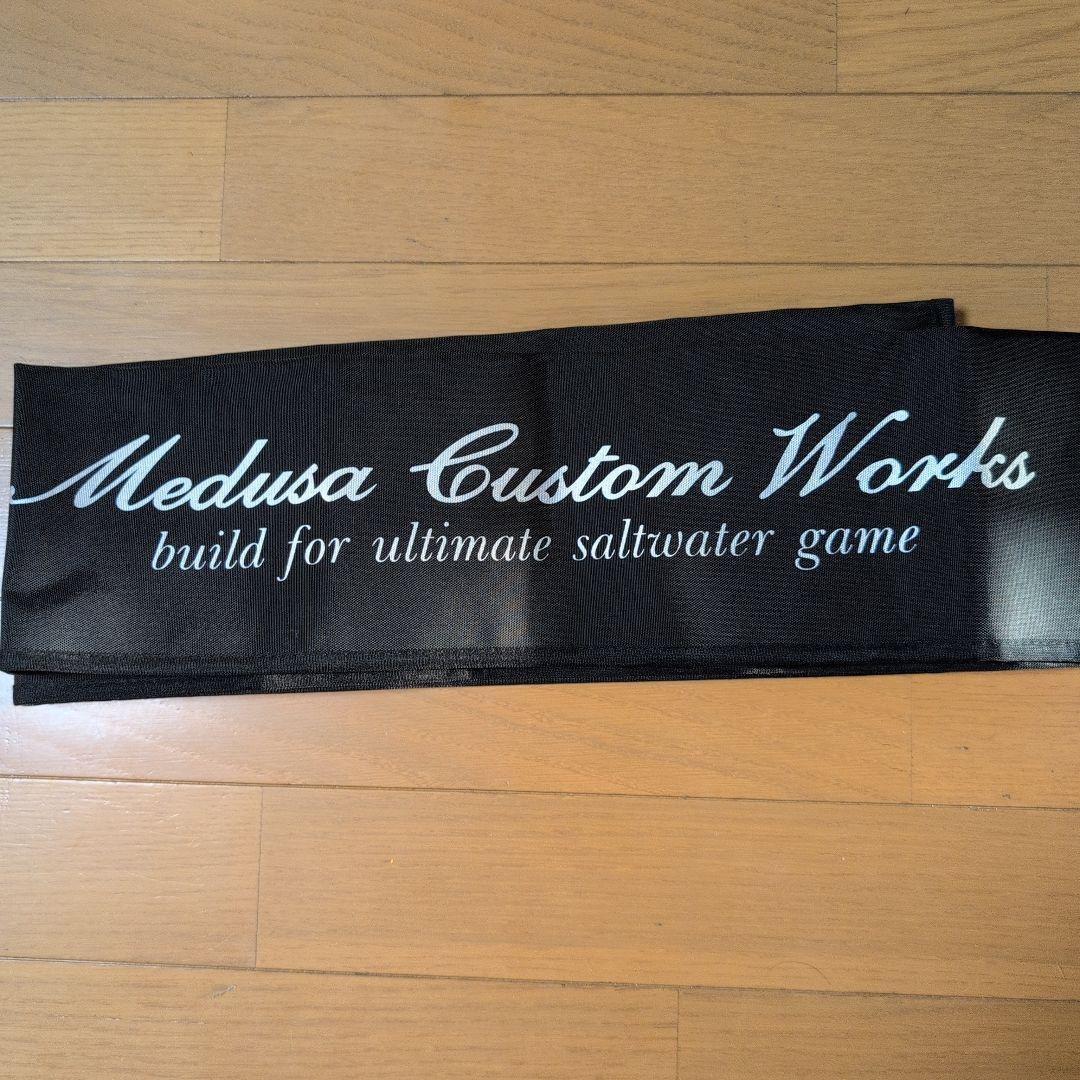 Medusa Custom Works
build for ultimate saltwater game